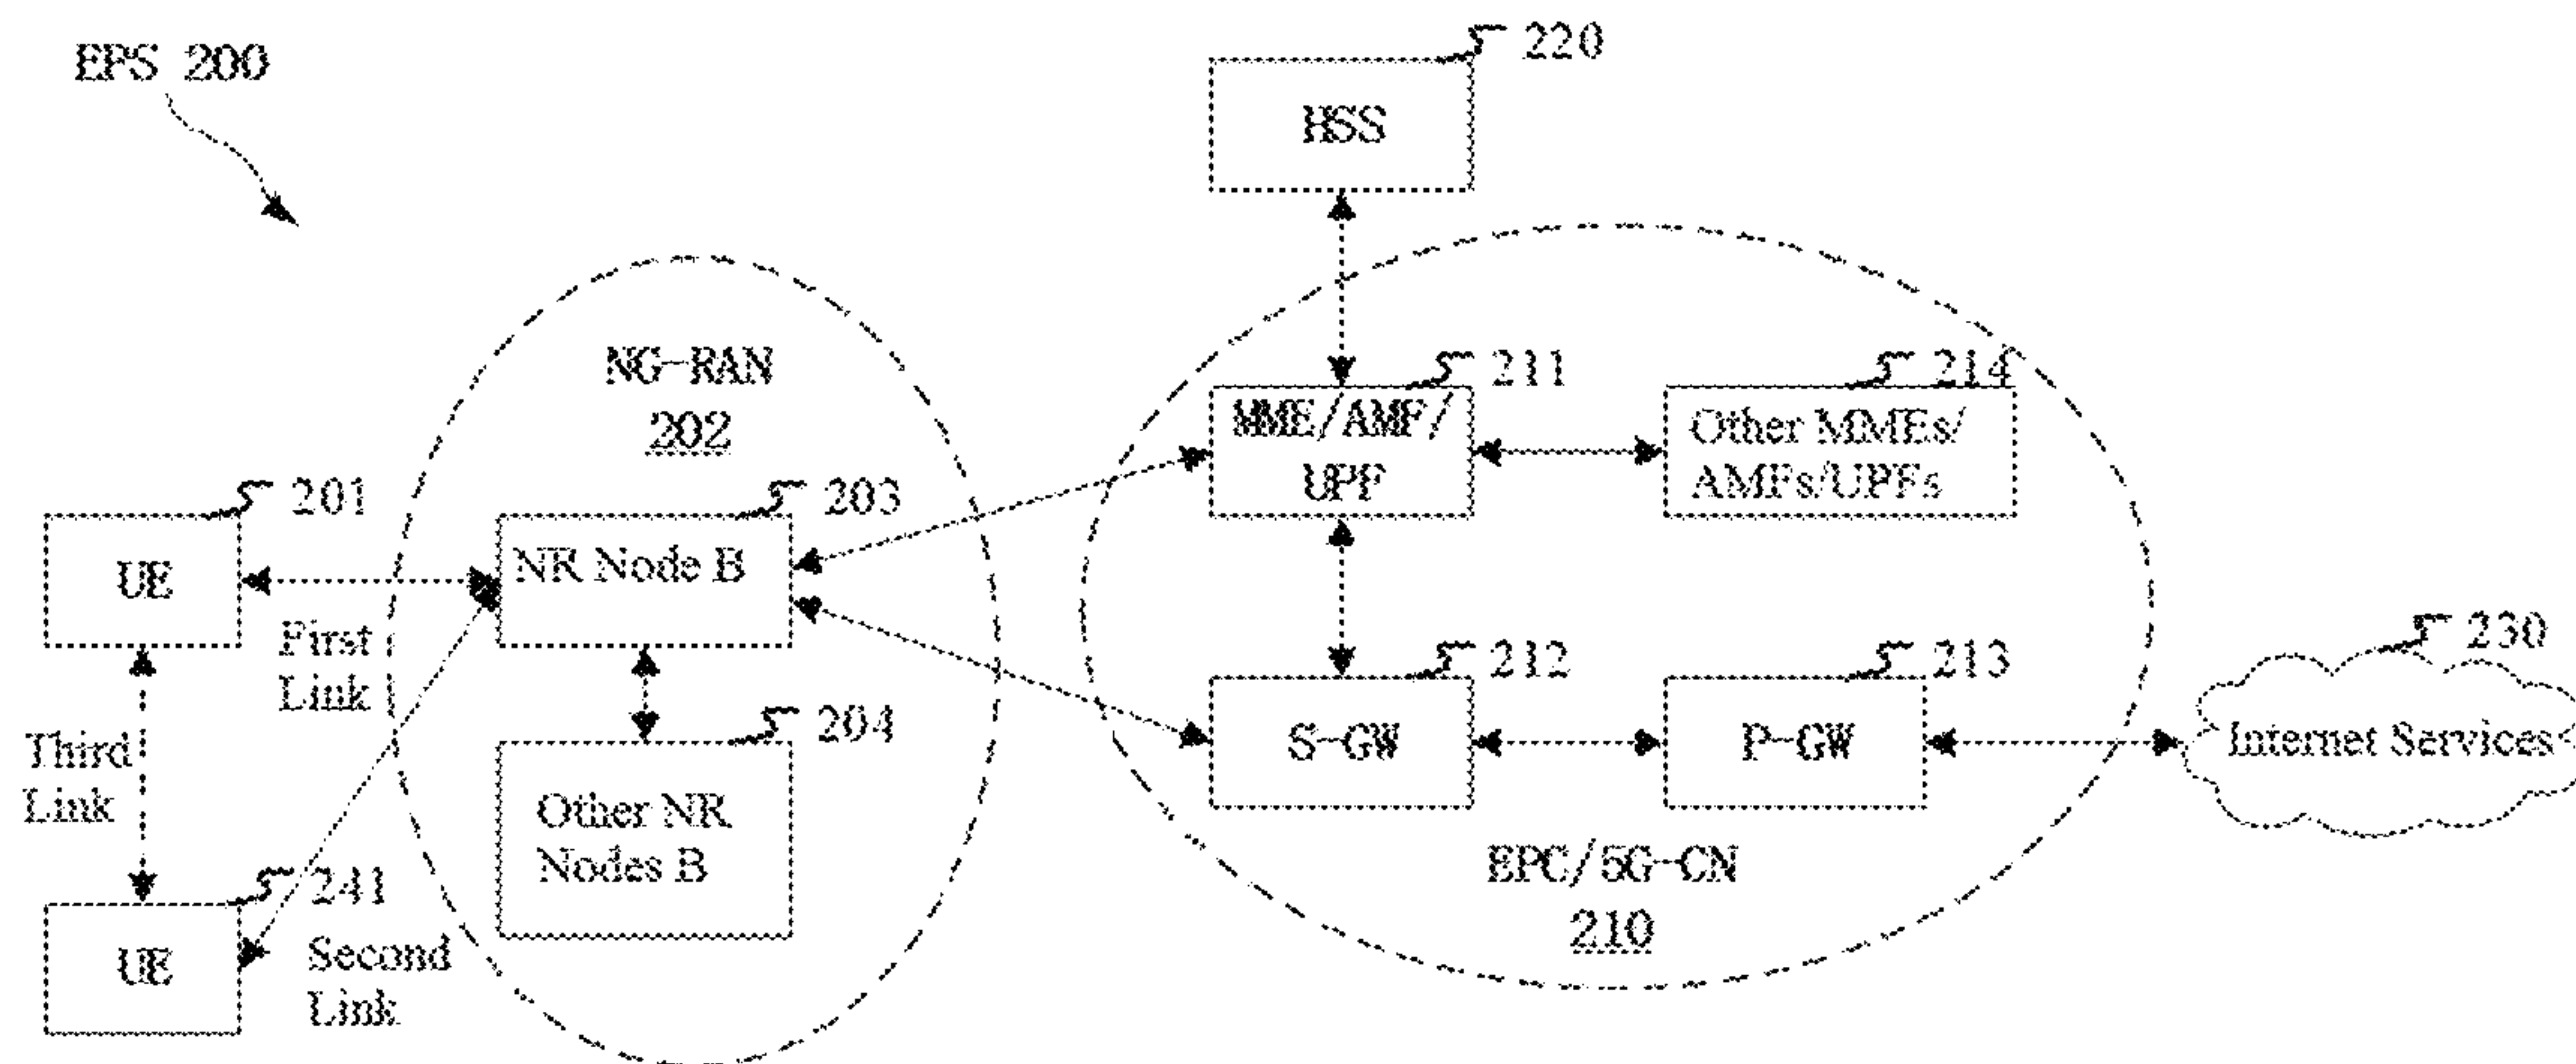 EPS 200
220
HSS
NG-RAN
202
211
MME/AMF/
UPF
214
Other MMEs/
AMFs/UPFs
201
UE
203
NR Node B
First
Link
Third
Link
204
Other NR
Nodes B
212
S-GW
213
P-GW
230
Internet Services
EPC/5G-CN
210
241
UE
Second
Link